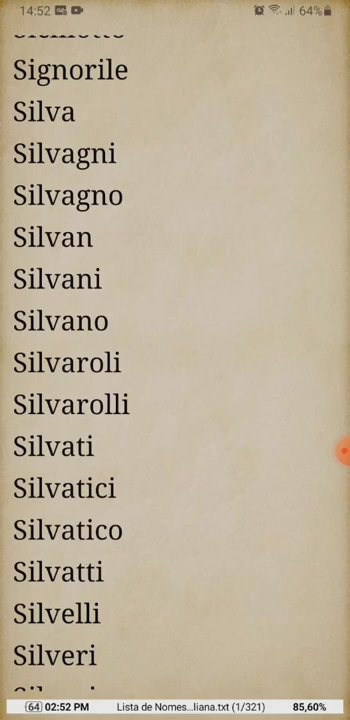 14:52
64%
Signorile
Silva
Silvagni
Silvagno
Silvan
Silvani
Silvano
Silvaroli
Silvarolli
Silvati
Silvatici
Silvatico
Silvatti
Silvelli
Silveri
64 02:52 PM Lista de Nomes...liana.txt (1/321) 85,60%